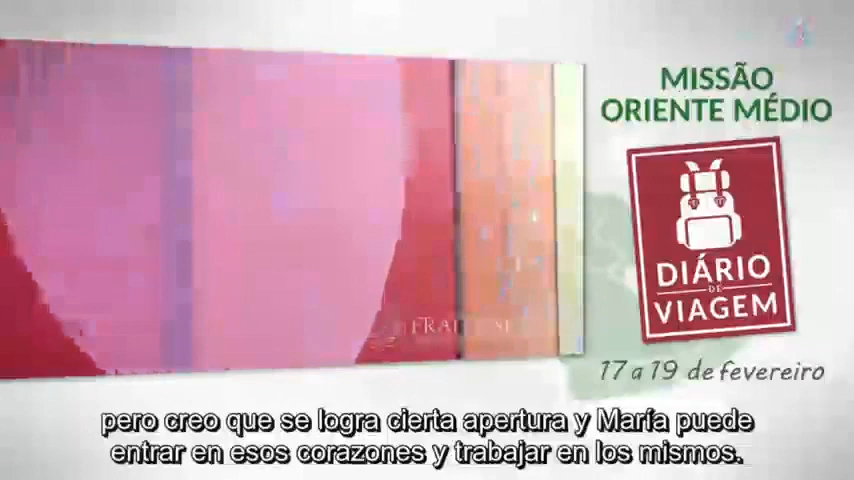 MISSÃO
ORIENTE MÉDIO
DIÁRIO
DE
VIAGEM
17 a 19 de fevereiro
pero creo que se logra cierta apertura y María puede
entrar en esos corazones y trabajar en los mismos.